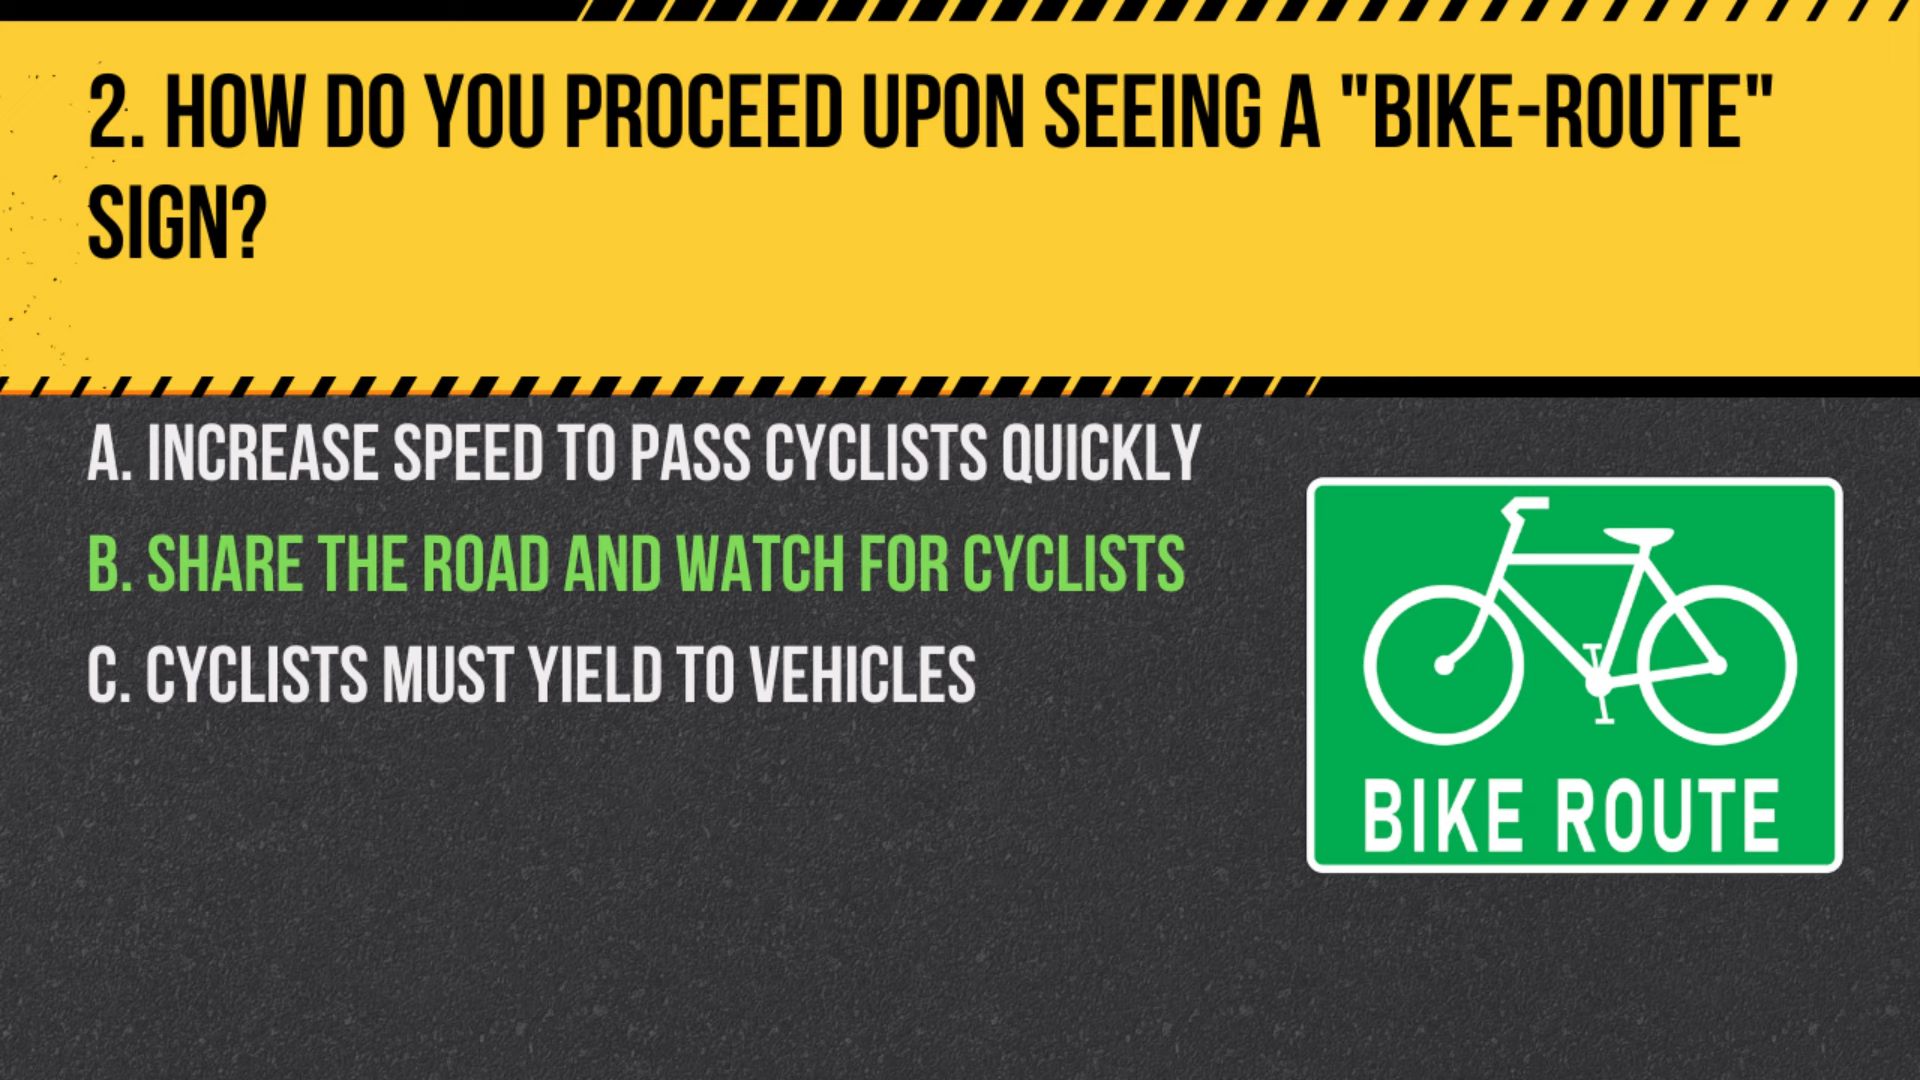 2. HOW DO YOU PROCEED UPON SEEING A "BIKE-ROUTE"
SIGN?
A. INCREASE SPEED TO PASS CYCLISTS QUICKLY
B. SHARE THE ROAD AND WATCH FOR CYCLISTS
C. CYCLISTS MUST YIELD TO VEHICLES
BIKE ROUTE